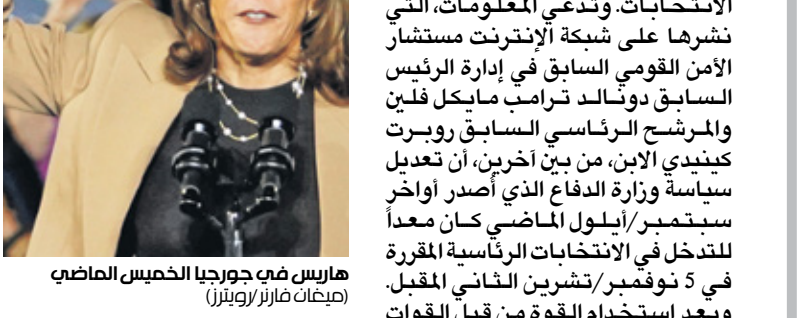 الانتخابات. وتدعي المعلومات، التي
نشرها على شبكة الإنترنت مستشار
الأمن القومي السابق في إدارة الرئيس
السابق دونالد ترامب مايكل فلين
والمرشح الرئاسي السابق روبرت
كينيدي الابن، من بين آخرين، أن تعديل
سياسة وزارة الدفاع الذي أُصدر أواخر
سبتمبر/أيلول الماضي كان معداً
للتدخل في الانتخابات الرئاسية المقررة
في 5 نوفمبر/تشرين الثاني المقبل.
ويعد استخدام القوة من قبل القوات
هاريس في جورجيا الخميس الماضي
(ميغان فارنر/رويترز)